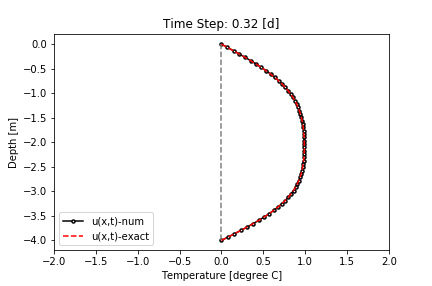 Time Step: 0.32 [d]
Depth [m]
0.0
−0.5
−1.0
−1.5
−2.0
−2.5
−3.0
−3.5
−4.0
u(x,t)-num
u(x,t)-exact
−2.0 −1.5 −1.0 −0.5 0.0 0.5 1.0 1.5 2.0
Temperature [degree C]